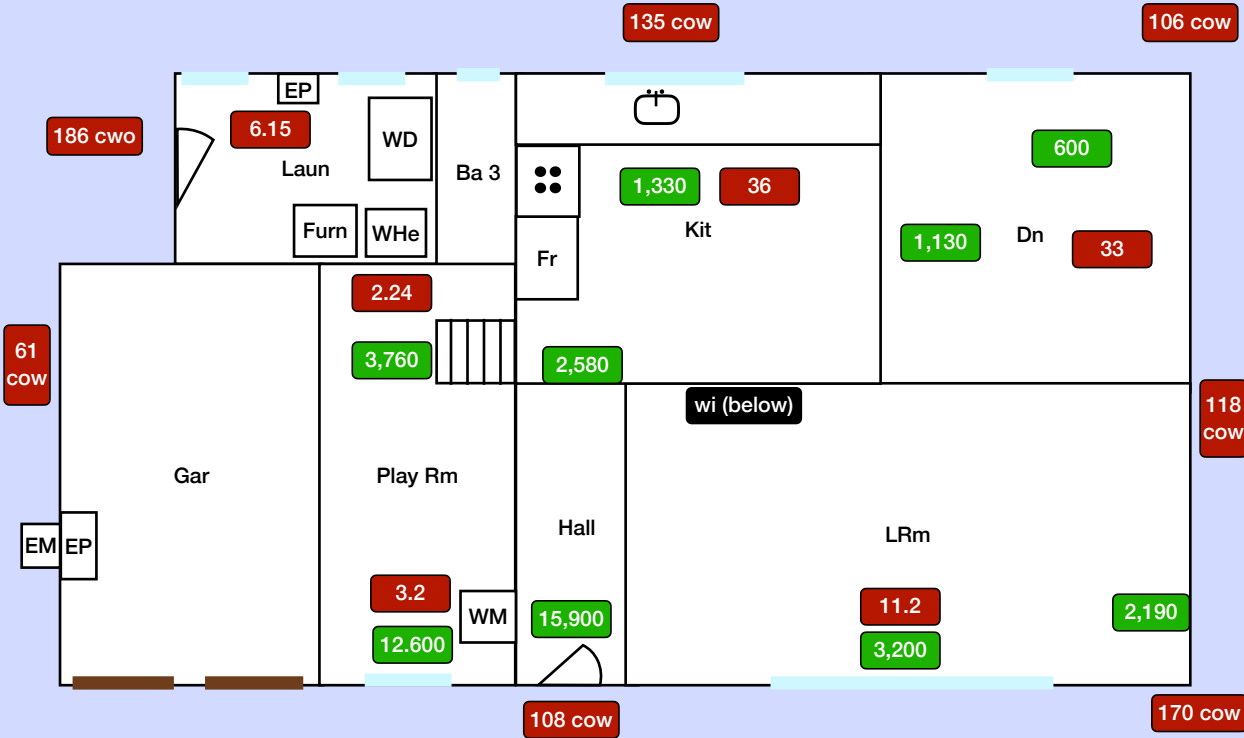 135 cow
106 cow
EP
186 cwo
6.15
WD
Laun
Ba 3
1,330
36
Kit
600
1,130
Dn
33
Furn
WHe
Fr
2.24
3,760
2,580
61
cow
wi (below)
118
cow
Gar
Play Rm
Hall
LRm
EM
EP
3.2
12.600
WM
15,900
11.2
3,200
2,190
108 cow
170 cow